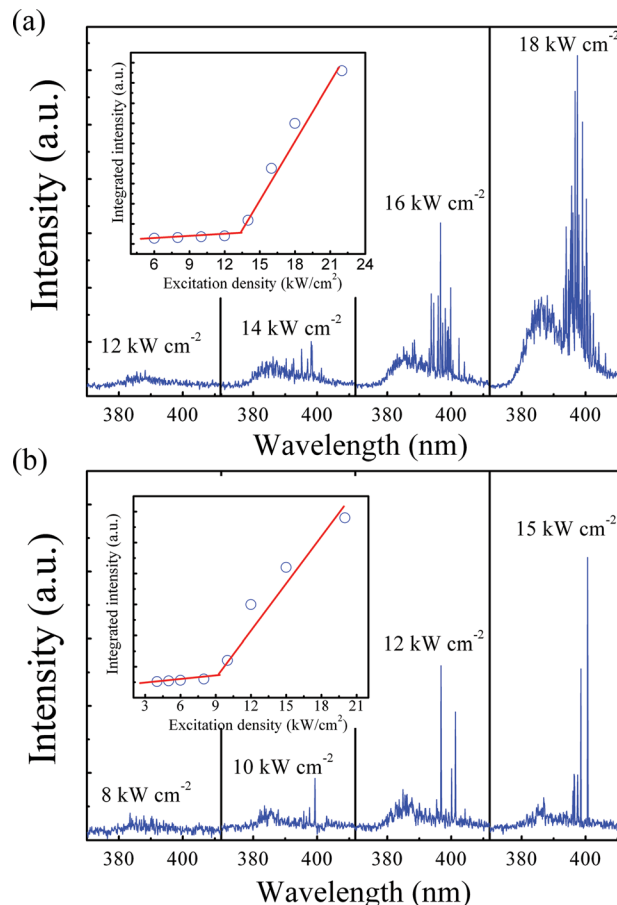 (a)
Intensity (a.u.)
Integrated intensity (a.u.)
6 9 12 15 18 21 24
Excitation density (kW/cm²)
12 kW cm⁻²
14 kW cm⁻²
16 kW cm⁻²
18 kW cm⁻²
380 400 380 400 380 400 380 400
Wavelength (nm)
(b)
Intensity (a.u.)
Integrated intensity (a.u.)
3 6 9 12 15 18 21
Excitation density (kW/cm²)
8 kW cm⁻²
10 kW cm⁻²
12 kW cm⁻²
15 kW cm⁻²
380 400 380 400 380 400 380 400
Wavelength (nm)